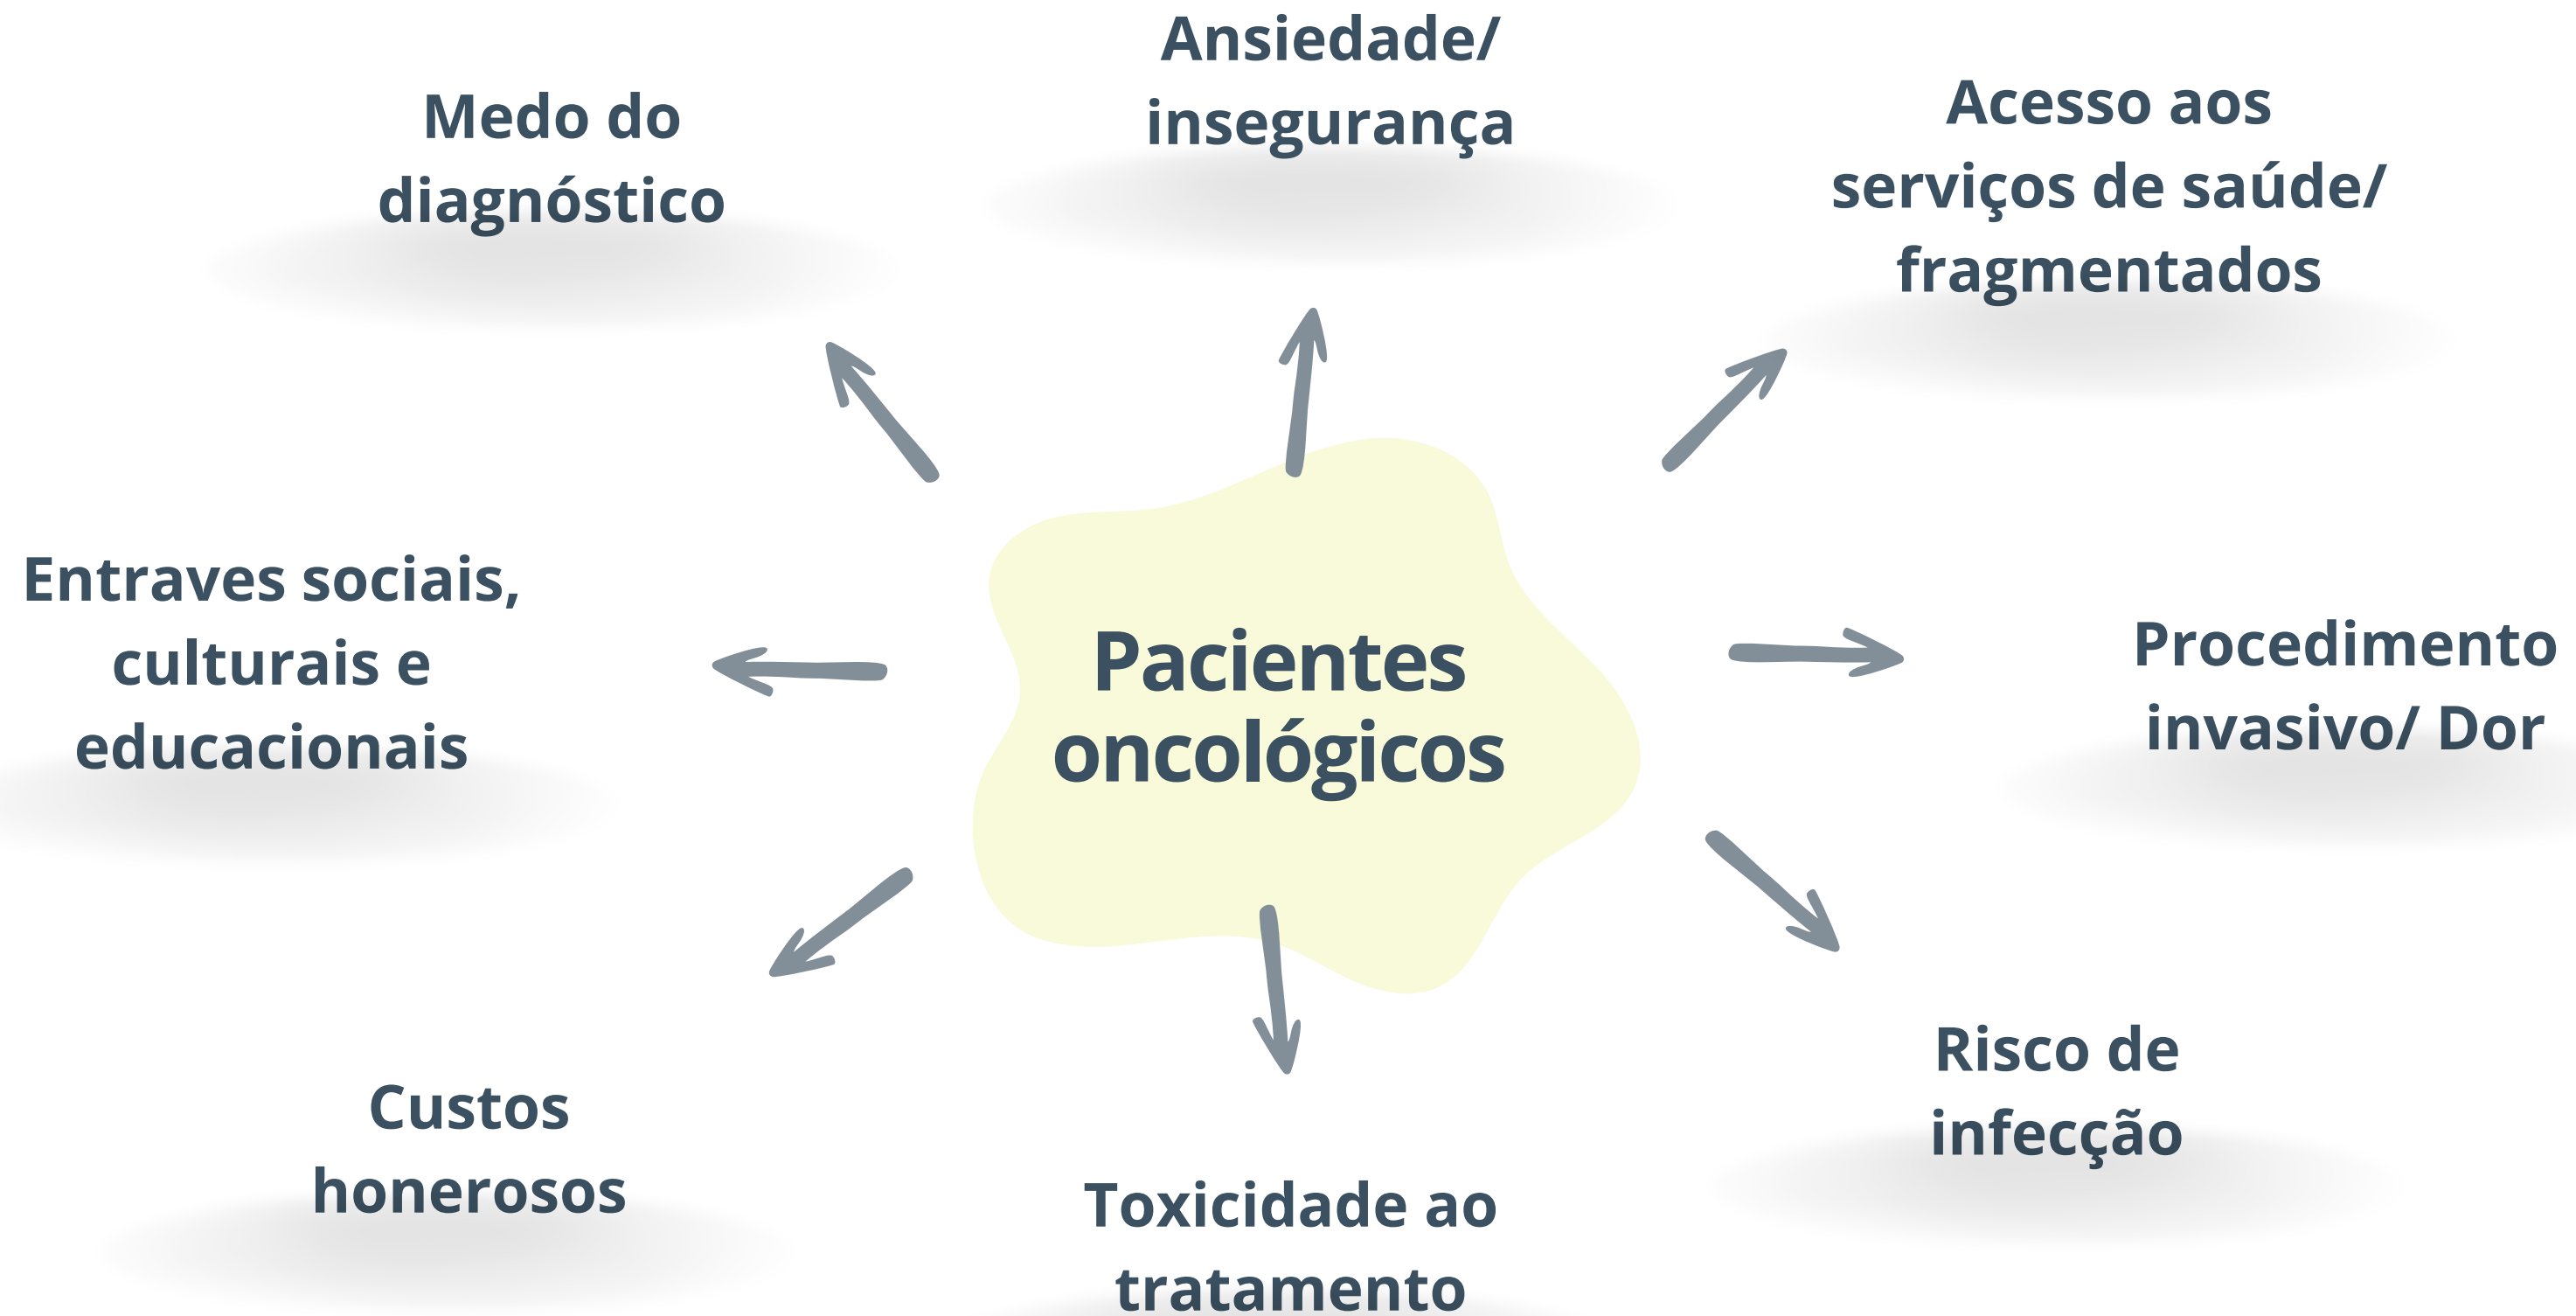 Ansiedade/
insegurança
Medo do
diagnóstico
Acesso aos
serviços de saúde/
fragmentados
Entraves sociais,
culturais e
educacionais
Pacientes
oncológicos
Procedimento
invasivo/ Dor
Custos
honerosos
Toxicidade ao
tratamento
Risco de
infecção